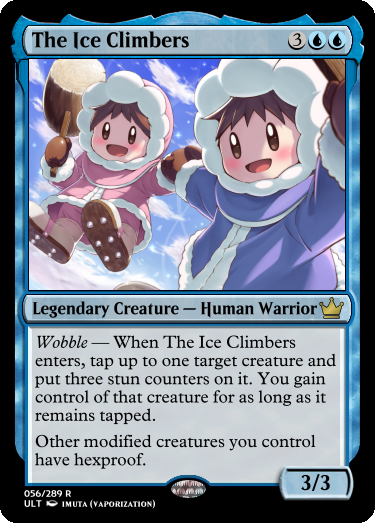 The Ice Climbers 3
Legendary Creature — Human Warrior
Wobble — When The Ice Climbers
enters, tap up to one target creature and
put three stun counters on it. You gain
control of that creature for as long as it
remains tapped.
Other modified creatures you control
have hexproof.
3/3
056/289 R
ULT IMUTA (VAPORIZATION)